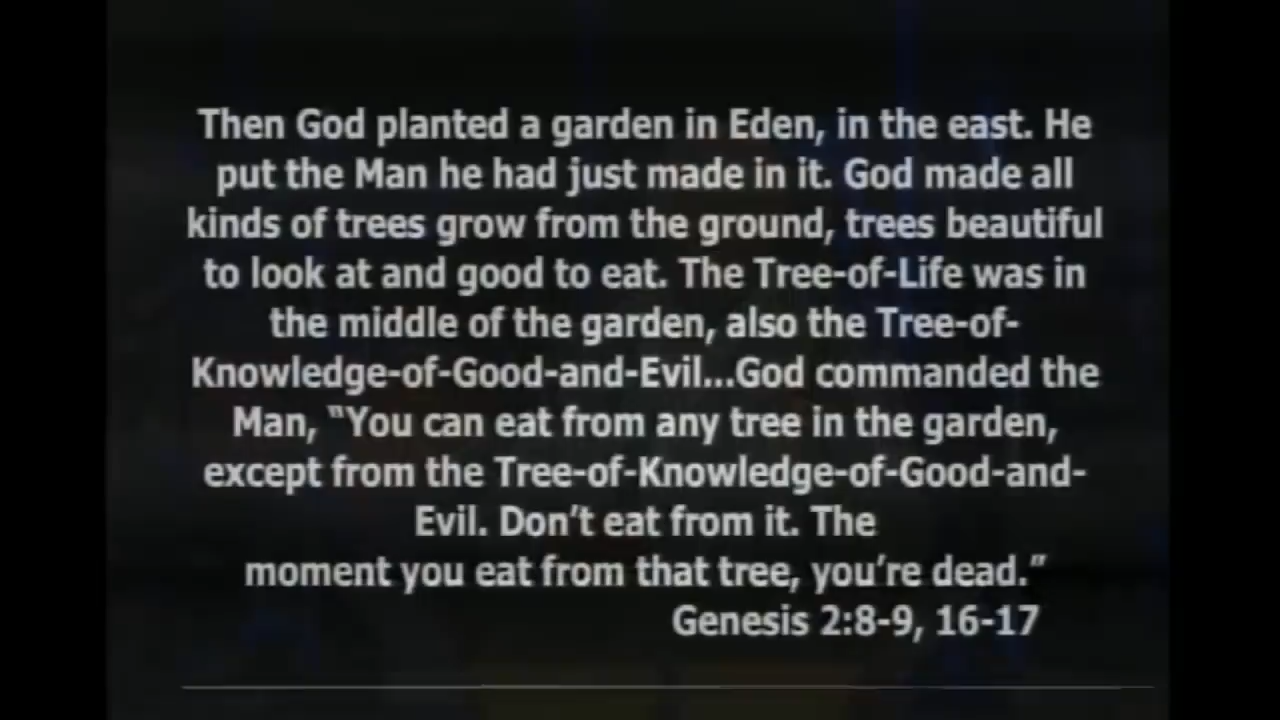 Then God planted a garden in Eden, in the east. He
put the Man he had just made in it. God made all
kinds of trees grow from the ground, trees beautiful
to look at and good to eat. The Tree-of-Life was in
the middle of the garden, also the Tree-of-
Knowledge-of-Good-and-Evil...God commanded the
Man, “You can eat from any tree in the garden,
except from the Tree-of-Knowledge-of-Good-and-
Evil. Don’t eat from it. The
moment you eat from that tree, you’re dead.”
Genesis 2:8-9, 16-17